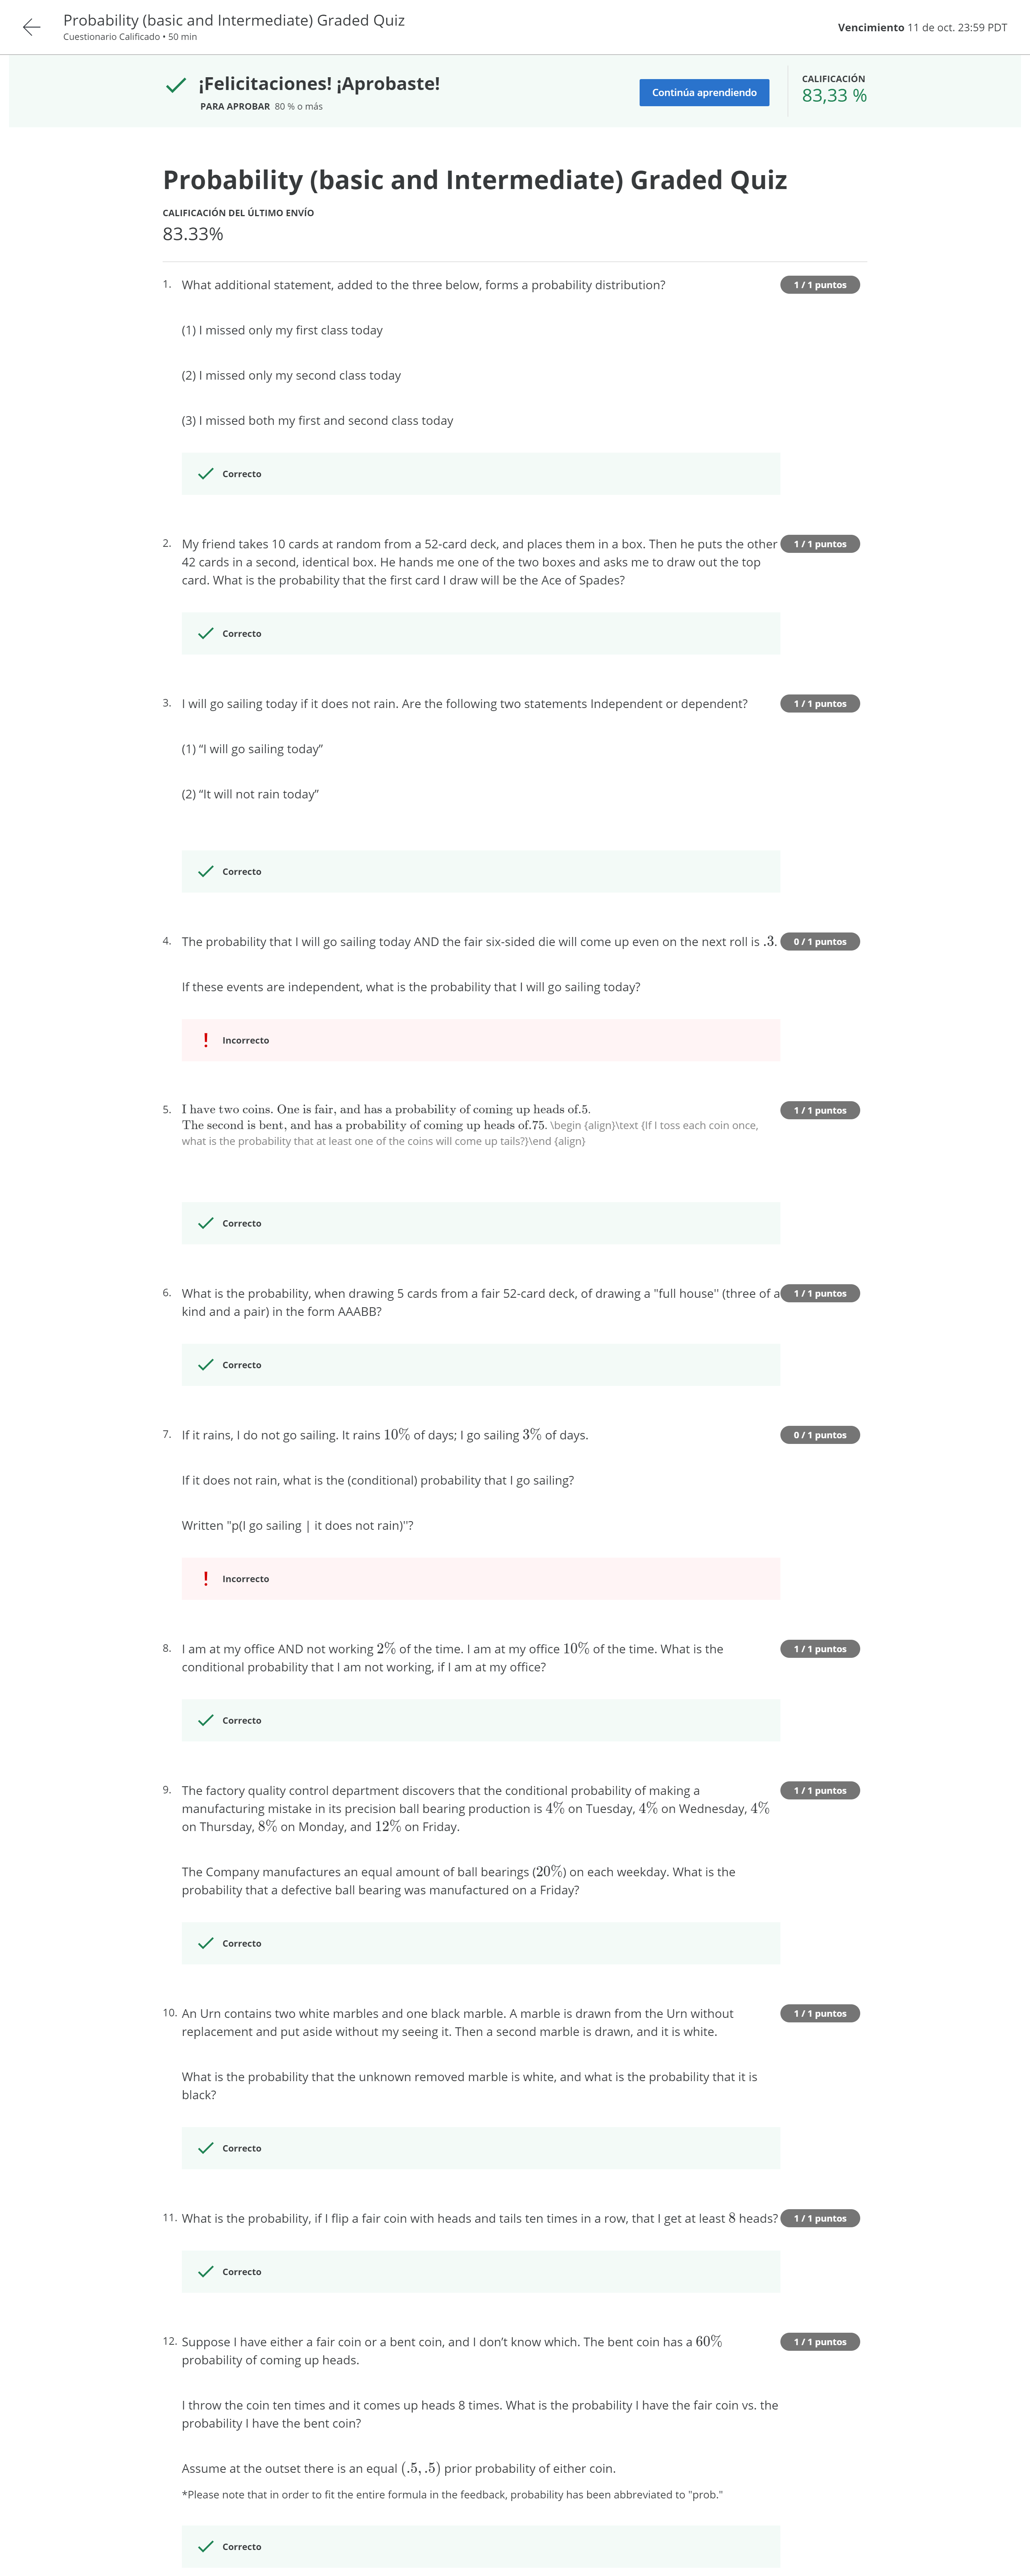 Probability (basic and Intermediate) Graded Quiz
Cuestionario Calificado • 50 min
Vencimiento 11 de oct. 23:59 PDT
¡Felicitaciones! ¡Aprobaste!
PARA APROBAR 80 % o más
Continúa aprendiendo
CALIFICACIÓN
83,33 %
Probability (basic and Intermediate) Graded Quiz
CALIFICACIÓN DEL ÚLTIMO ENVÍO
83.33%
1. What additional statement, added to the three below, forms a probability distribution?
1 / 1 puntos
(1) I missed only my first class today
(2) I missed only my second class today
(3) I missed both my first and second class today
Correcto
2. My friend takes 10 cards at random from a 52-card deck, and places them in a box. Then he puts the other
1 / 1 puntos
42 cards in a second, identical box. He hands me one of the two boxes and asks me to draw out the top
card. What is the probability that the first card I draw will be the Ace of Spades?
Correcto
3. I will go sailing today if it does not rain. Are the following two statements Independent or dependent?
1 / 1 puntos
(1) “I will go sailing today”
(2) “It will not rain today”
Correcto
4. The probability that I will go sailing today AND the fair six-sided die will come up even on the next roll is .3.
0 / 1 puntos
If these events are independent, what is the probability that I will go sailing today?
Incorrecto
5. I have two coins. One is fair, and has a probability of coming up heads of.5.
1 / 1 puntos
The second is bent, and has a probability of coming up heads of.75. \begin {align}\text {If I toss each coin once,
what is the probability that at least one of the coins will come up tails?}\end {align}
Correcto
6. What is the probability, when drawing 5 cards from a fair 52-card deck, of drawing a "full house" (three of a
1 / 1 puntos
kind and a pair) in the form AAABB?
Correcto
7. If it rains, I do not go sailing. It rains 10% of days; I go sailing 3% of days.
0 / 1 puntos
If it does not rain, what is the (conditional) probability that I go sailing?
Written "p(I go sailing | it does not rain)"?
Incorrecto
8. I am at my office AND not working 2% of the time. I am at my office 10% of the time. What is the
1 / 1 puntos
conditional probability that I am not working, if I am at my office?
Correcto
9. The factory quality control department discovers that the conditional probability of making a
1 / 1 puntos
manufacturing mistake in its precision ball bearing production is 4% on Tuesday, 4% on Wednesday, 4%
on Thursday, 8% on Monday, and 12% on Friday.
The Company manufactures an equal amount of ball bearings (20%) on each weekday. What is the
probability that a defective ball bearing was manufactured on a Friday?
Correcto
10. An Urn contains two white marbles and one black marble. A marble is drawn from the Urn without
1 / 1 puntos
replacement and put aside without my seeing it. Then a second marble is drawn, and it is white.
What is the probability that the unknown removed marble is white, and what is the probability that it is
black?
Correcto
11. What is the probability, if I flip a fair coin with heads and tails ten times in a row, that I get at least 8 heads?
1 / 1 puntos
Correcto
12. Suppose I have either a fair coin or a bent coin, and I don’t know which. The bent coin has a 60%
1 / 1 puntos
probability of coming up heads.
I throw the coin ten times and it comes up heads 8 times. What is the probability I have the fair coin vs. the
probability I have the bent coin?
Assume at the outset there is an equal (.5, .5) prior probability of either coin.
*Please note that in order to fit the entire formula in the feedback, probability has been abbreviated to "prob."
Correcto